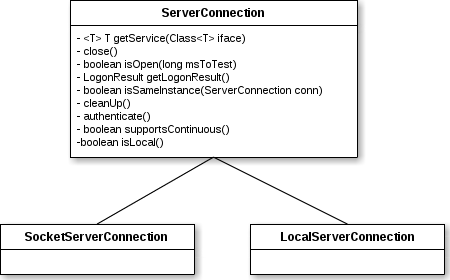 ServerConnection
- <T> T getService(Class<T> iface)
- close()
- boolean isOpen(long msToTest)
- LogonResult getLogonResult()
- boolean isSameInstance(ServerConnection conn)
- cleanUp()
- authenticate()
- boolean supportsContinuous()
-boolean isLocal()
SocketServerConnection
LocalServerConnection